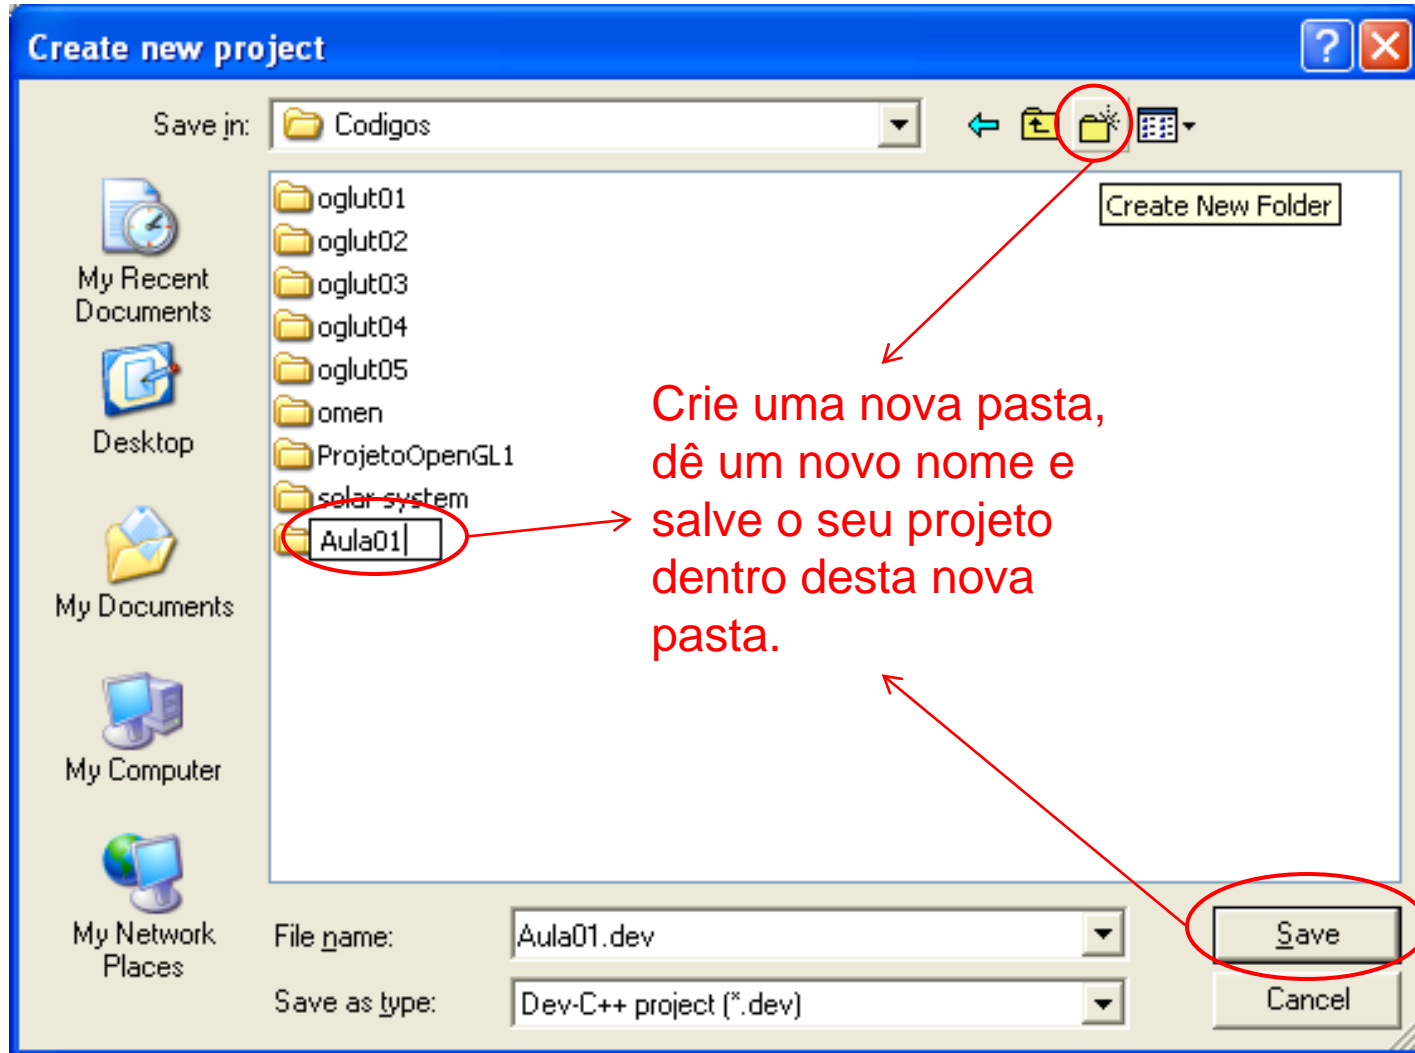 Create new project
Save in:
Codigos
Create New Folder
My Recent
Documents
Desktop
My Documents
My Computer
My Network
Places
oglut01
oglut02
oglut03
oglut04
oglut05
omen
ProjetoOpenGL1
solar-system
Aula01
Crie uma nova pasta,
dê um novo nome e
salve o seu projeto
dentro desta nova
pasta.
File name:
Aula01.dev
Save
Save as type:
Dev-C++ project (*.dev)
Cancel